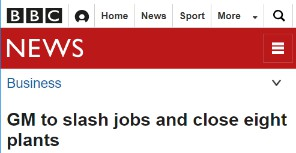 BBC Home News Sport More
NEWS
Business
GM to slash jobs and close eight
plants